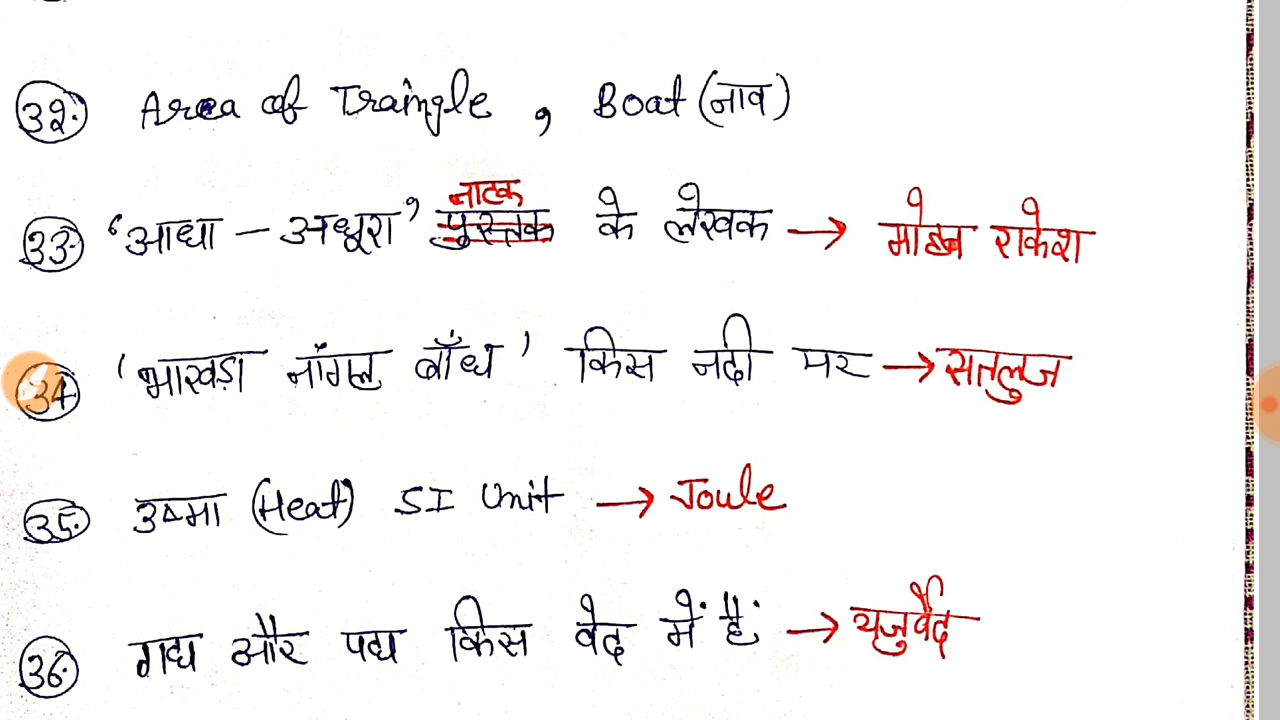 32. Area of Traingle , Boat (नाव)
33. 'आधा - अधूरा' नाटक पुस्तक के लेखक → मोहन राकेश
34. 'भाखड़ा नाँगल बाँध' किस नदी पर → सतलुज
35. उष्मा (Heat) SI Unit → Joule
36. गद्य और पद्य किस वेद में हैं → यजुर्वेद